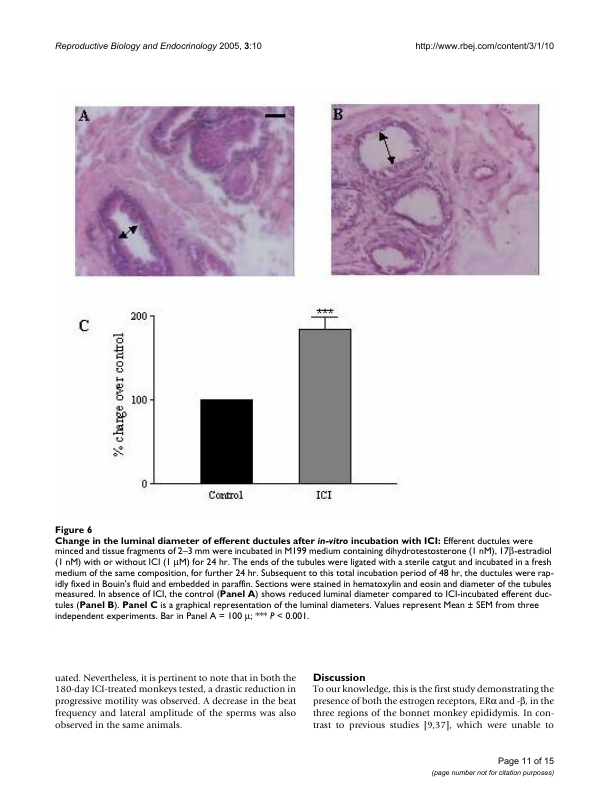 Reproductive Biology and Endocrinology 2005, 3:10 http://www.rbej.com/content/3/1/10
A
B
C
200
100
0
% change over control
***
Control ICI
Figure 6
Change in the luminal diameter of efferent ductules after in-vitro incubation with ICI: Efferent ductules were
minced and tissue fragments of 2–3 mm were incubated in M199 medium containing dihydrotestosterone (1 nM), 17β-estradiol
(1 nM) with or without ICI (1 μM) for 24 hr. The ends of the tubules were ligated with a sterile catgut and incubated in a fresh
medium of the same composition, for further 24 hr. Subsequent to this total incubation period of 48 hr, the ductules were rap-
idly fixed in Bouin's fluid and embedded in paraffin. Sections were stained in hematoxylin and eosin and diameter of the tubules
measured. In absence of ICI, the control (Panel A) shows reduced luminal diameter compared to ICI-incubated efferent duc-
tules (Panel B). Panel C is a graphical representation of the luminal diameters. Values represent Mean ± SEM from three
independent experiments. Bar in Panel A = 100 μ; *** P < 0.001.
uated. Nevertheless, it is pertinent to note that in both the
180-day ICI-treated monkeys tested, a drastic reduction in
progressive motility was observed. A decrease in the beat
frequency and lateral amplitude of the sperms was also
observed in the same animals.
Discussion
To our knowledge, this is the first study demonstrating the
presence of both the estrogen receptors, ERα and -β, in the
three regions of the bonnet monkey epididymis. In con-
trast to previous studies [9,37], which were unable to
Page 11 of 15
(page number not for citation purposes)